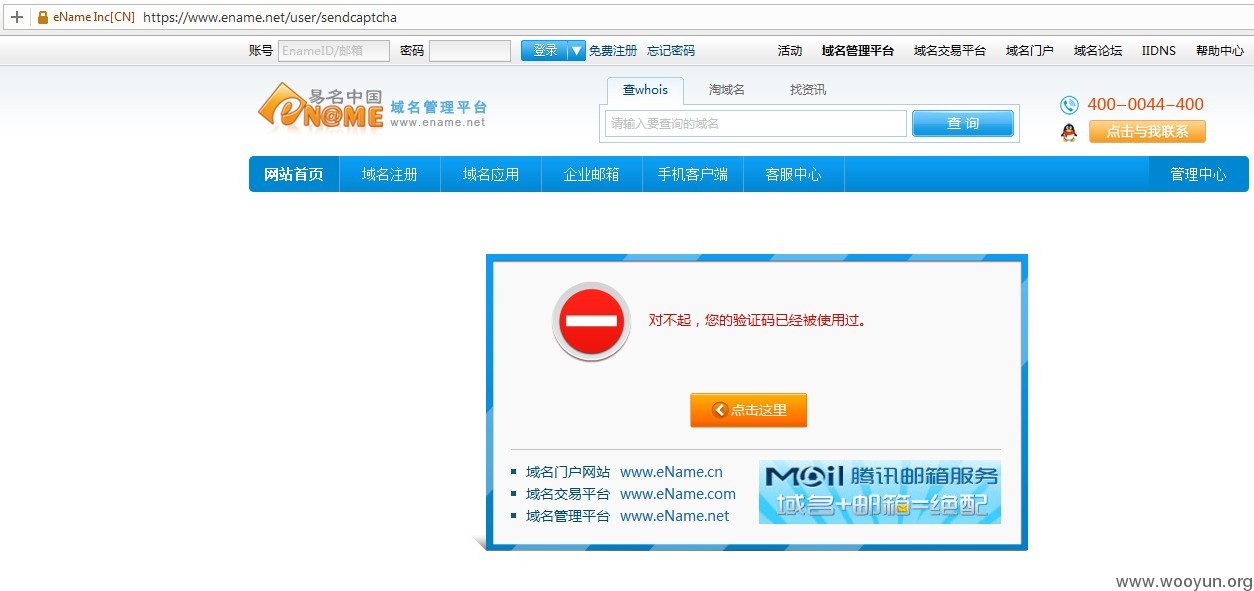 eName Inc[CN] https://www.ename.net/user/sendcaptcha
账号 EnameID/邮箱 密码 登录 免费注册 忘记密码 活动 域名管理平台 域名交易平台 域名门户 域名论坛 IIDNS 帮助中心
易名中国 eN@ME 域名管理平台 www.ename.net
查whois 淘域名 找资讯
请输入要查询的域名 查 询
400-0044-400
点击与我联系
网站首页 域名注册 域名应用 企业邮箱 手机客户端 客服中心 管理中心
对不起，您的验证码已经被使用过。
点击这里
域名门户网站 www.eName.cn
域名交易平台 www.eName.com
域名管理平台 www.eName.net
Mail 腾讯邮箱服务
域名+邮箱=绝配
www.wooyun.org